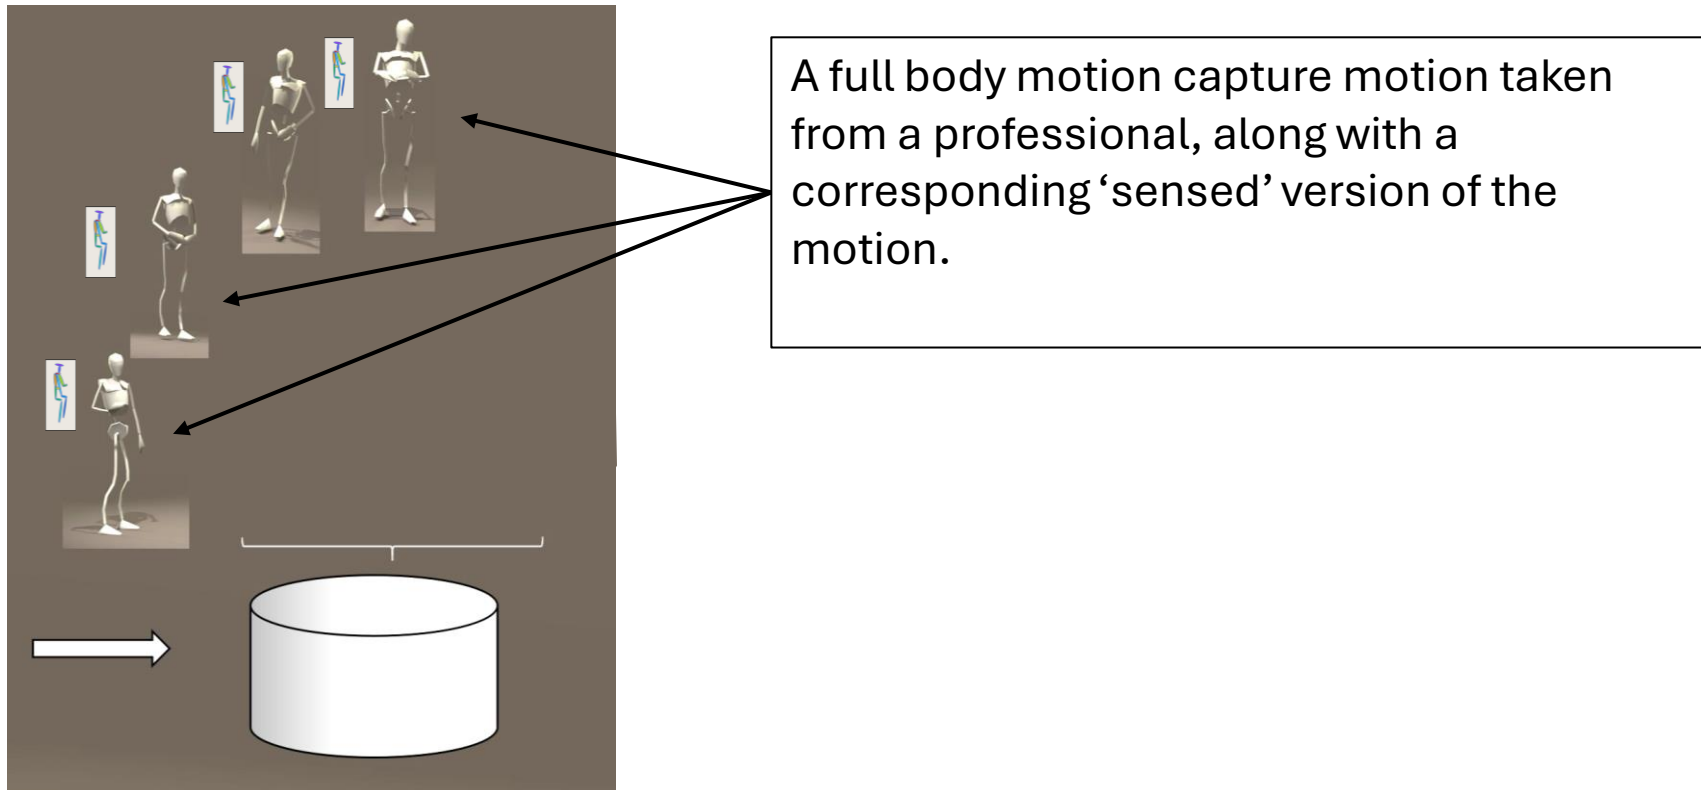 A full body motion capture motion taken
from a professional, along with a
corresponding ‘sensed’ version of the
motion.